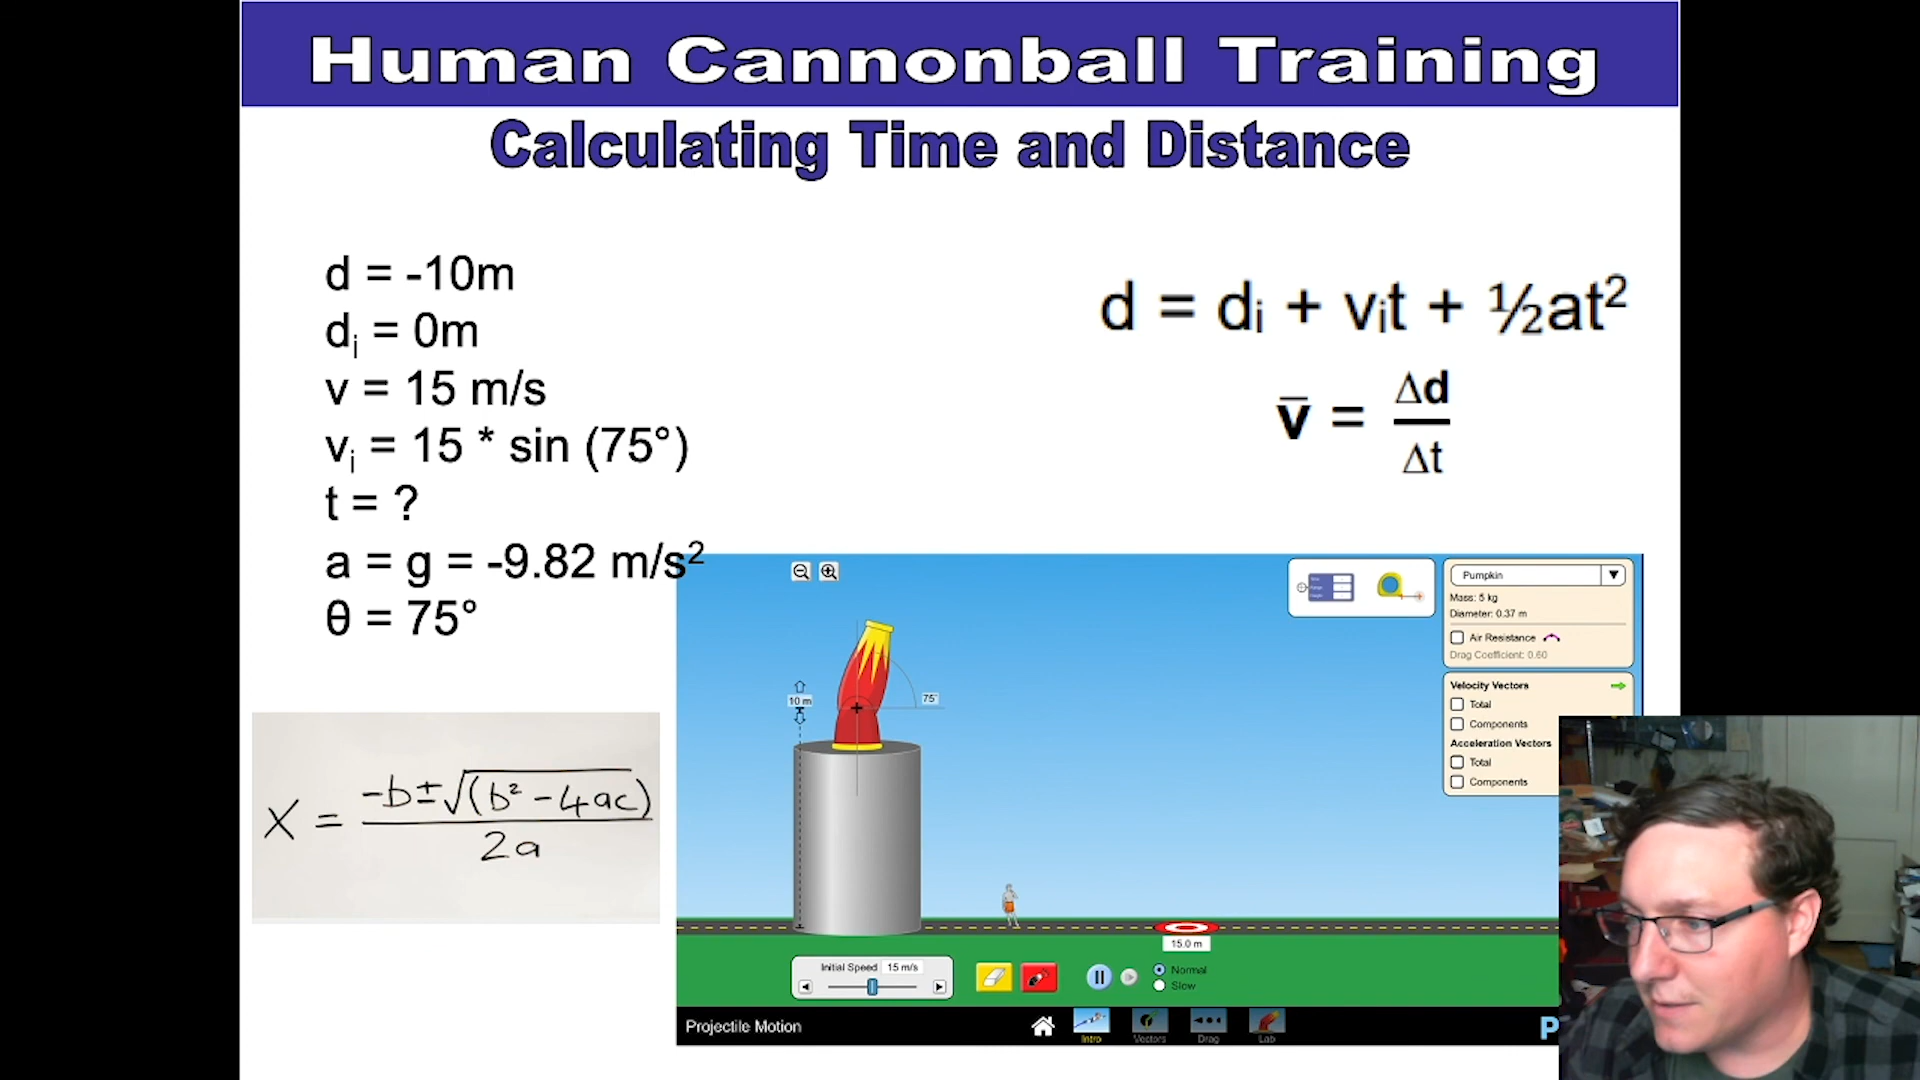 Human Cannonball Training
Calculating Time and Distance
d = -10m
dᵢ = 0m
v = 15 m/s
vᵢ = 15 * sin (75°)
t = ?
a = g = -9.82 m/s²
θ = 75°
d = dᵢ + vᵢt + ½at²
v̄ = Δd
Δt
X = -b±√(b²-4ac)
2a
10 m
75°
Pumpkin
Mass: 5 kg
Diameter: 0.37 m
Air Resistance
Drag Coefficient: 0.60
Velocity Vectors
Total
Components
Acceleration Vectors
Total
Components
15.0 m
Initial Speed 15 m/s
Normal
Slow
Projectile Motion
Intro
Vectors
Drag
Lab
P